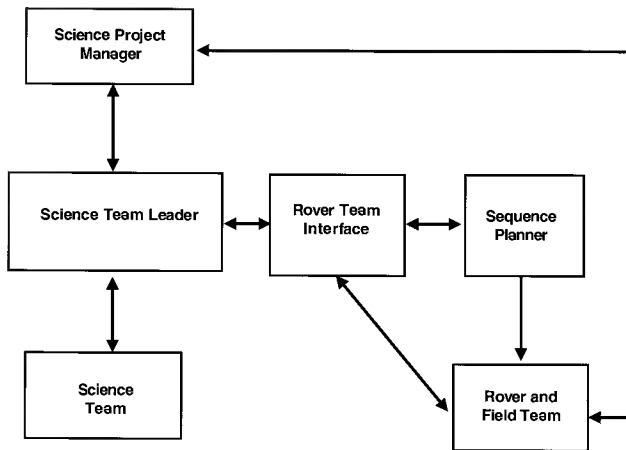 Science Project
Manager
Science Team Leader
Rover Team
Interface
Sequence
Planner
Science
Team
Rover and
Field Team